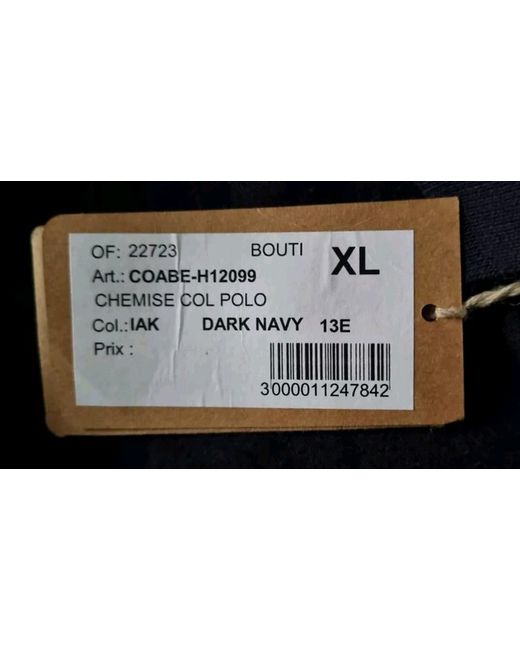 OF: 22723 BOUTI XL
Art.: COABE-H12099
CHEMISE COL POLO
Col.: IAK DARK NAVY 13E
Prix :
3000011247842